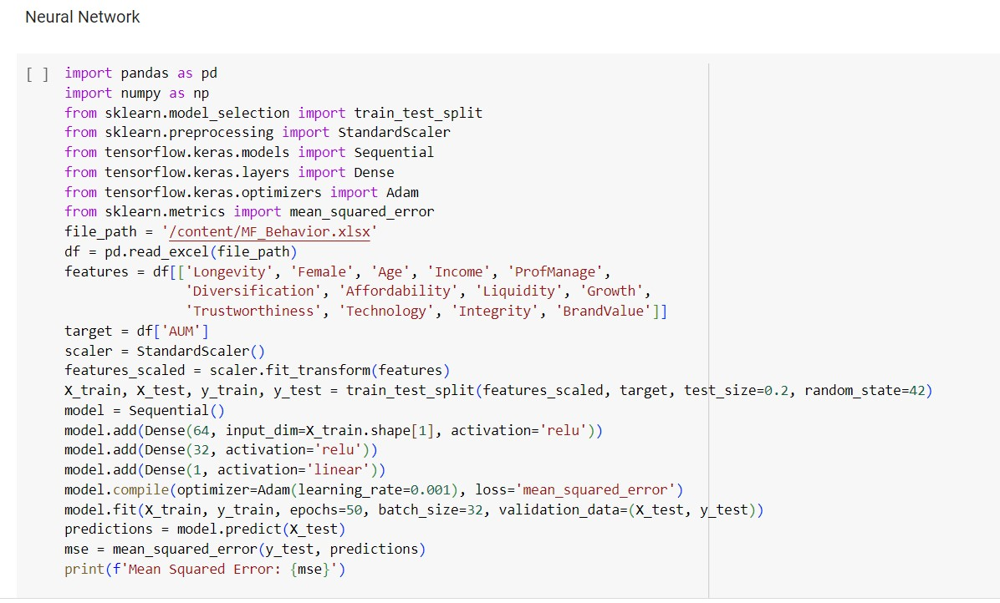 Neural Network
[ ] import pandas as pd
import numpy as np
from sklearn.model_selection import train_test_split
from sklearn.preprocessing import StandardScaler
from tensorflow.keras.models import Sequential
from tensorflow.keras.layers import Dense
from tensorflow.keras.optimizers import Adam
from sklearn.metrics import mean_squared_error
file_path = '/content/MF_Behavior.xlsx'
df = pd.read_excel(file_path)
features = df[['Longevity', 'Female', 'Age', 'Income', 'ProfManage',
'Diversification', 'Affordability', 'Liquidity', 'Growth',
'Trustworthiness', 'Technology', 'Integrity', 'BrandValue']]
target = df['AUM']
scaler = StandardScaler()
features_scaled = scaler.fit_transform(features)
X_train, X_test, y_train, y_test = train_test_split(features_scaled, target, test_size=0.2, random_state=42)
model = Sequential()
model.add(Dense(64, input_dim=X_train.shape[1], activation='relu'))
model.add(Dense(32, activation='relu'))
model.add(Dense(1, activation='linear'))
model.compile(optimizer=Adam(learning_rate=0.001), loss='mean_squared_error')
model.fit(X_train, y_train, epochs=50, batch_size=32, validation_data=(X_test, y_test))
predictions = model.predict(X_test)
mse = mean_squared_error(y_test, predictions)
print(f'Mean Squared Error: {mse}')